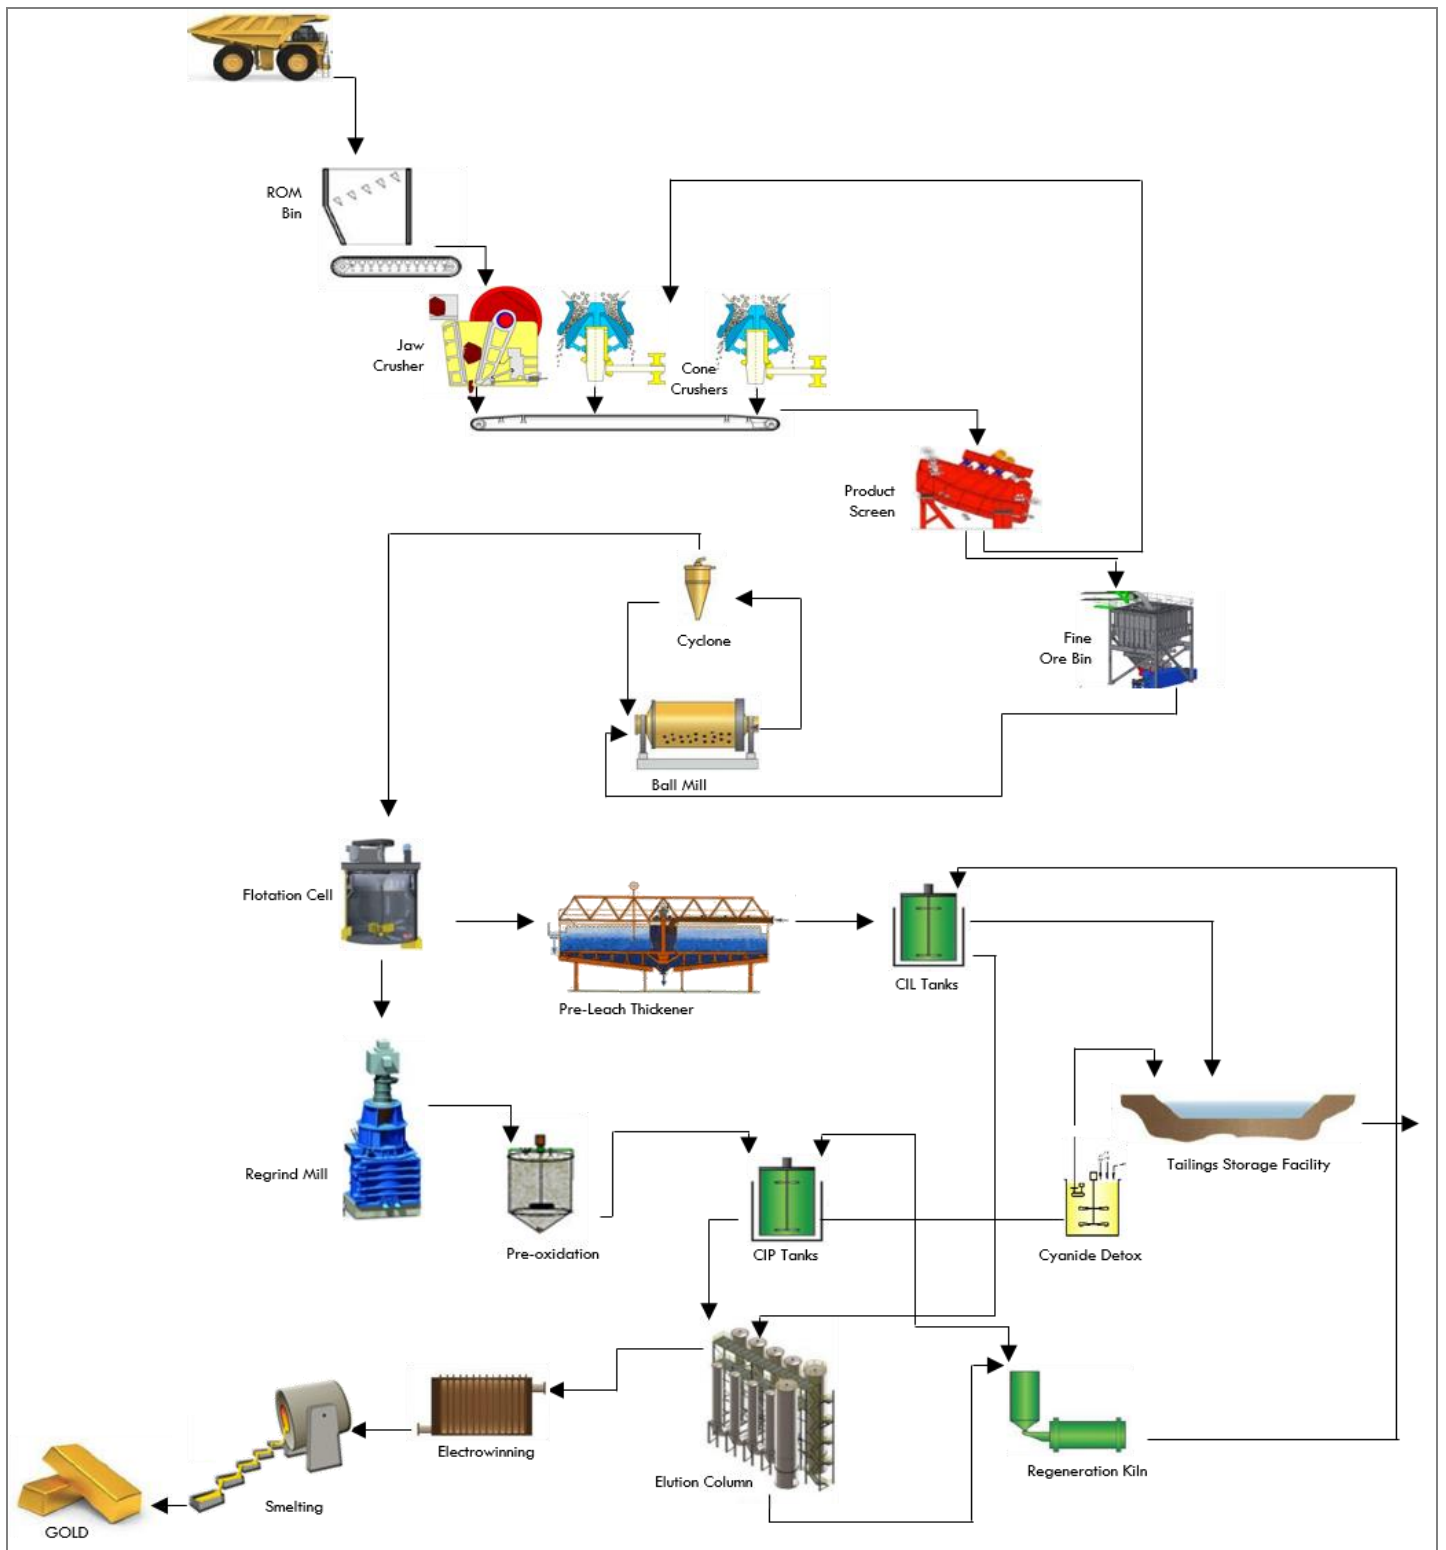 ROM
Bin
Jaw
Crusher
Cone
Crushers
Product
Screen
Cyclone
Fine
Ore Bin
Ball Mill
Flotation Cell
CIL Tanks
Pre-Leach Thickener
Regrind Mill
Tailings Storage Facility
Pre-oxidation
CIP Tanks
Cyanide Detox
Electrowinning
Elution Column
Regeneration Kiln
Smelting
GOLD